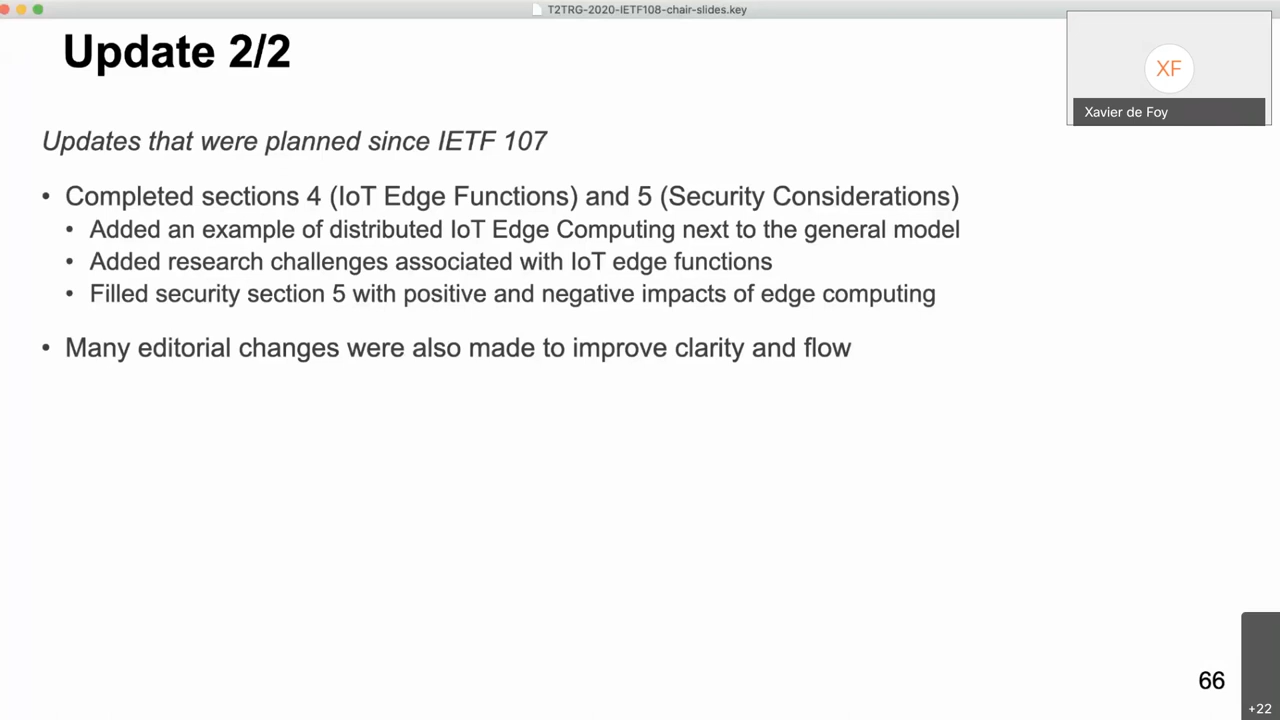 T2TRG-2020-IETF108-chair-slides.key
Update 2/2
XF
Xavier de Foy
Updates that were planned since IETF 107
• Completed sections 4 (IoT Edge Functions) and 5 (Security Considerations)
• Added an example of distributed IoT Edge Computing next to the general model
• Added research challenges associated with IoT edge functions
• Filled security section 5 with positive and negative impacts of edge computing
• Many editorial changes were also made to improve clarity and flow
66
+22